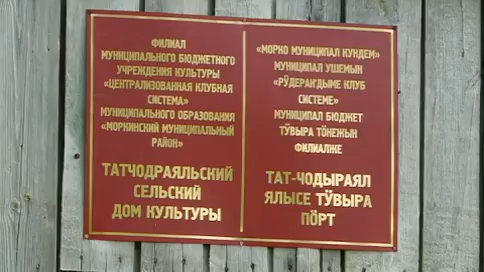 ФИЛИАЛ
МУНИЦИПАЛЬНОГО БЮДЖЕТНОГО
УЧРЕЖДЕНИЯ КУЛЬТУРЫ
«ЦЕНТРАЛИЗОВАННАЯ КЛУБНАЯ
СИСТЕМА»
МУНИЦИПАЛЬНОГО ОБРАЗОВАНИЯ
«МОРКИНСКИЙ МУНИЦИПАЛЬНЫЙ
РАЙОН»
ТАТЧОДРАЯЛЬСКИЙ
СЕЛЬСКИЙ
ДОМ КУЛЬТУРЫ
«МОРКО МУНИЦИПАЛ КУНДЕМ»
МУНИЦИПАЛ УШЕМЫН
«РӰДЕРАҤДЫМЕ КЛУБ
СИСТЕМЕ»
МУНИЦИПАЛ БЮДЖЕТ
ТӰВЫРА ТӦНЕЖЫН
ФИЛИАЛЖЕ
ТАТ-ЧОДЫРАЯЛ
ЯЛЫСЕ ТӰВЫРА
ПӦРТ